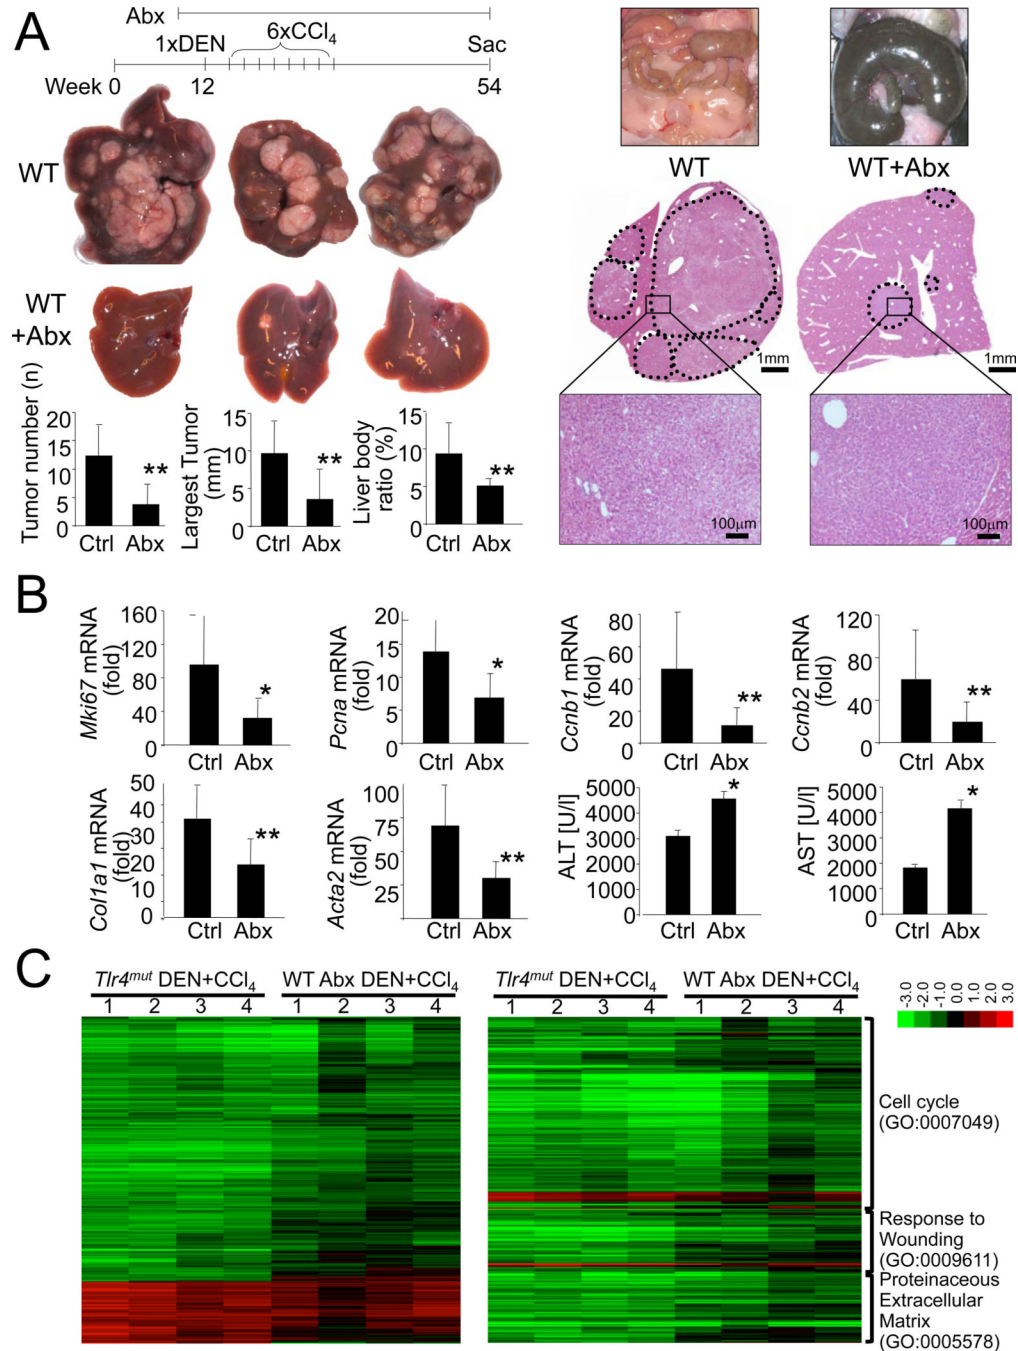 A
Abx
1xDEN 6xCCl4 Sac
Week 0 12 54
WT
WT
+Abx
WT WT+Abx
1mm 1mm
100µm 100µm
Tumor number (n)
20
15
10
5
0
Ctrl Abx
**
Largest Tumor
(mm)
15
10
5
0
Ctrl Abx
**
Liver body
ratio (%)
15
10
5
0
Ctrl Abx
**
B
Mki67 mRNA
(fold)
160
120
80
40
0
Ctrl Abx
*
Pcna mRNA
(fold)
20
15
10
5
0
Ctrl Abx
*
Ccnb1 mRNA
(fold)
80
60
40
20
0
Ctrl Abx
**
Ccnb2 mRNA
(fold)
120
80
40
0
Ctrl Abx
**
Col1a1 mRNA
(fold)
50
40
30
20
10
0
Ctrl Abx
**
Acta2 mRNA
(fold)
100
75
50
25
Ctrl Abx
**
ALT [U/l]
5000
4000
3000
2000
1000
0
Ctrl Abx
*
AST [U/l]
5000
4000
3000
2000
1000
0
Ctrl Abx
*
C
Tlr4mut DEN+CCl4 WT Abx DEN+CCl4
1 2 3 4 1 2 3 4
Tlr4mut DEN+CCl4 WT Abx DEN+CCl4
1 2 3 4 1 2 3 4
-3.0 -2.0 -1.0 0.0 1.0 2.0 3.0
Cell cycle
(GO:0007049)
Response to
Wounding
(GO:0009611)
Proteinaceous
Extracellular
Matrix
(GO:0005578)